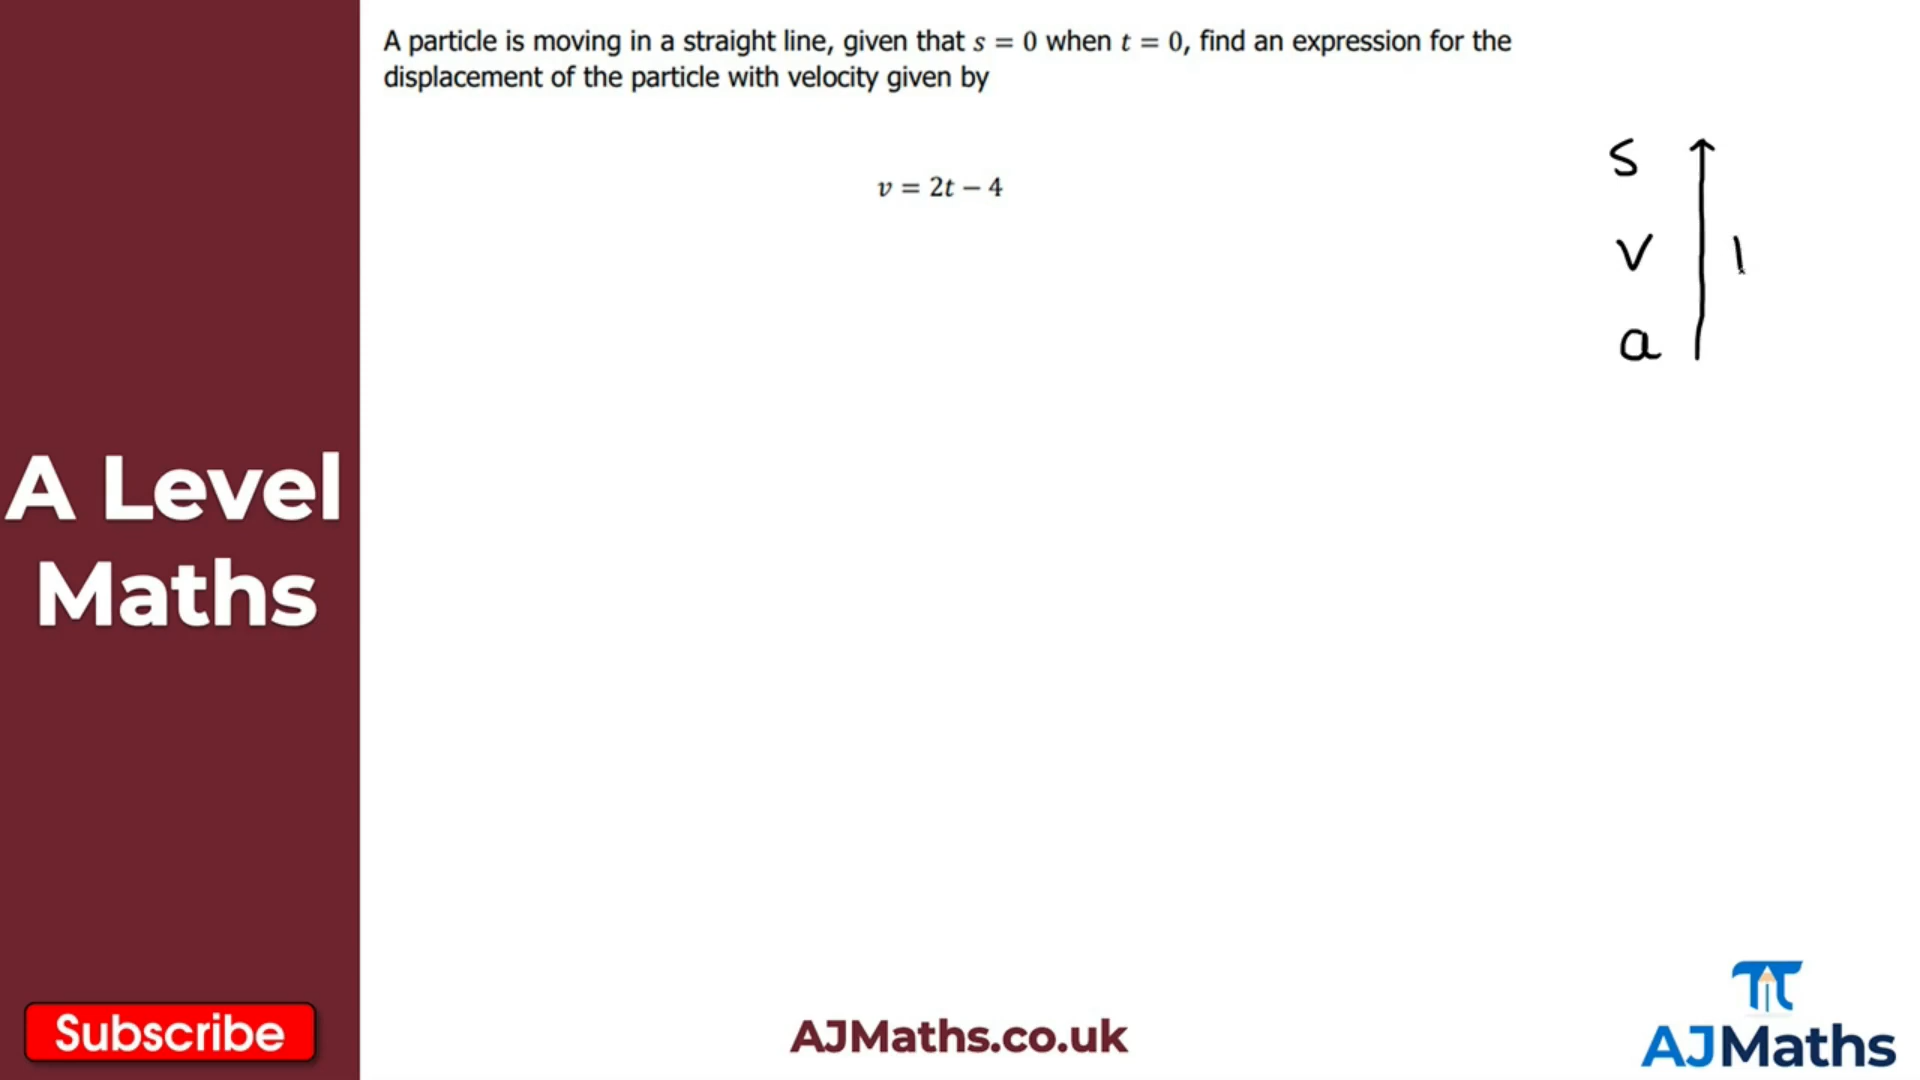 A particle is moving in a straight line, given that s = 0 when t = 0, find an expression for the
displacement of the particle with velocity given by
v = 2t − 4
s
v
a
A Level
Maths
Subscribe
AJMaths.co.uk
AJMaths